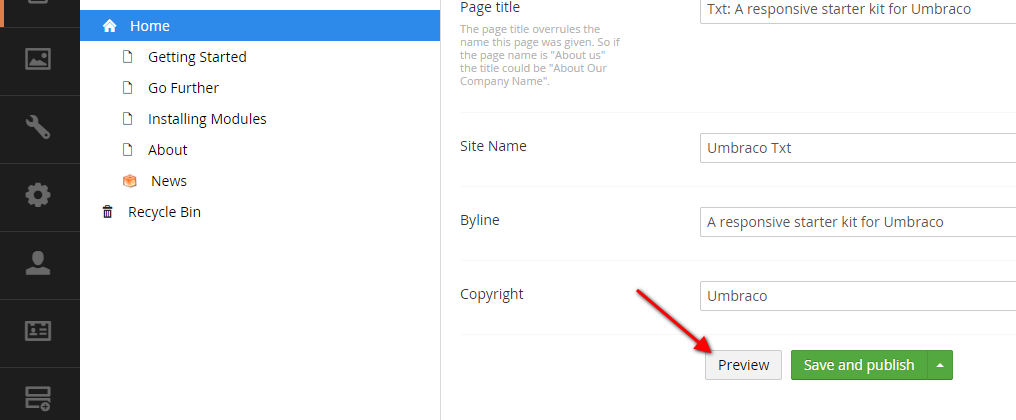 Home
Getting Started
Go Further
Installing Modules
About
News
Recycle Bin
Page title
Txt: A responsive starter kit for Umbraco
The page title overrules the
name this page was given. So if
the page name is "About us"
the title could be "About Our
Company Name".
Site Name
Umbraco Txt
Byline
A responsive starter kit for Umbraco
Copyright
Umbraco
Preview
Save and publish